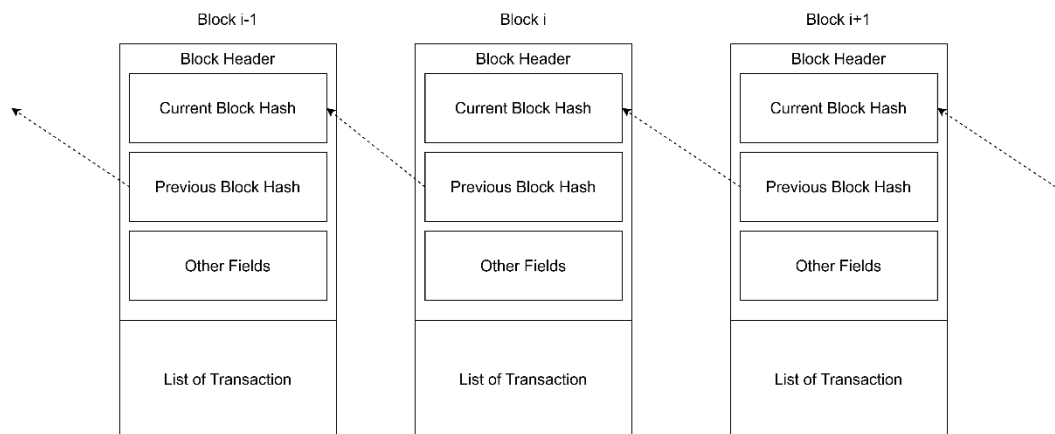 Block i-1
Block Header
Current Block Hash
Previous Block Hash
Other Fields
List of Transaction
Block i
Block Header
Current Block Hash
Previous Block Hash
Other Fields
List of Transaction
Block i+1
Block Header
Current Block Hash
Previous Block Hash
Other Fields
List of Transaction